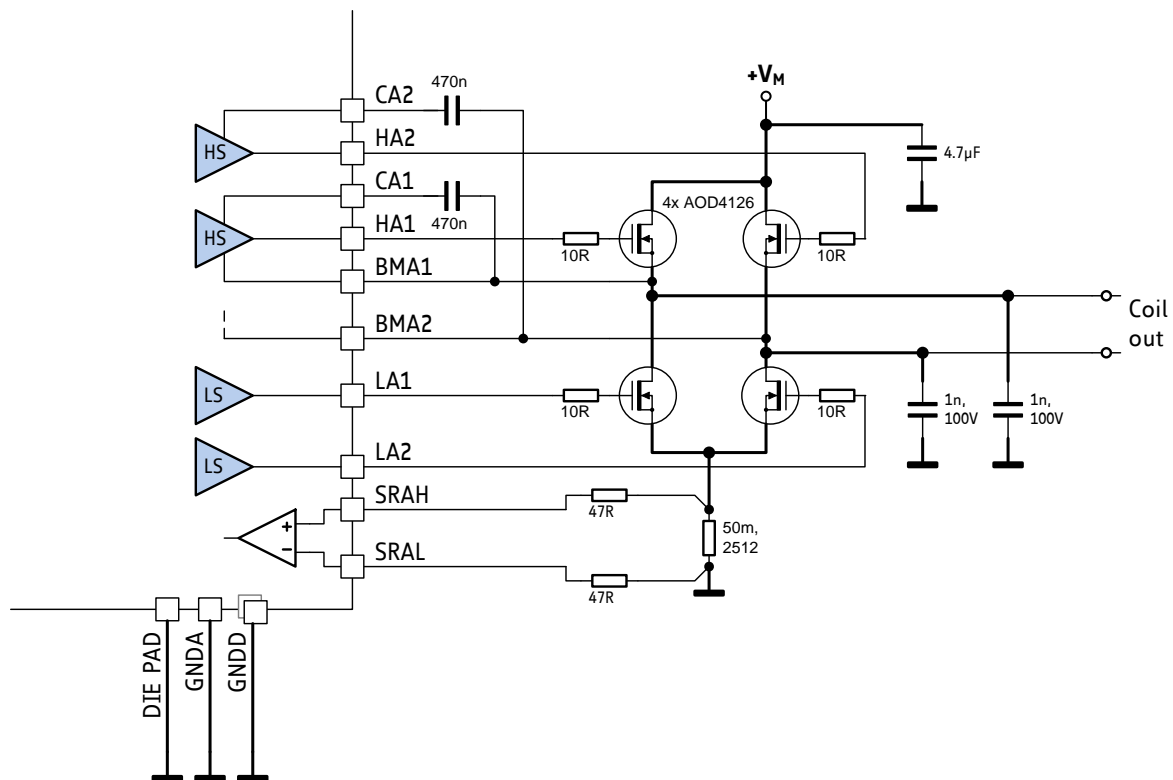 +VM
CA2
470n
HS
HA2
4.7µF
CA1
4x AOD4126
470n
HS
HA1
10R
10R
BMA1
Coil
out
BMA2
LS
LA1
10R
10R
1n,
100V
1n,
100V
LS
LA2
SRAH
47R
+
−
50m,
2512
SRAL
47R
DIE PAD
GNDA
GNDD